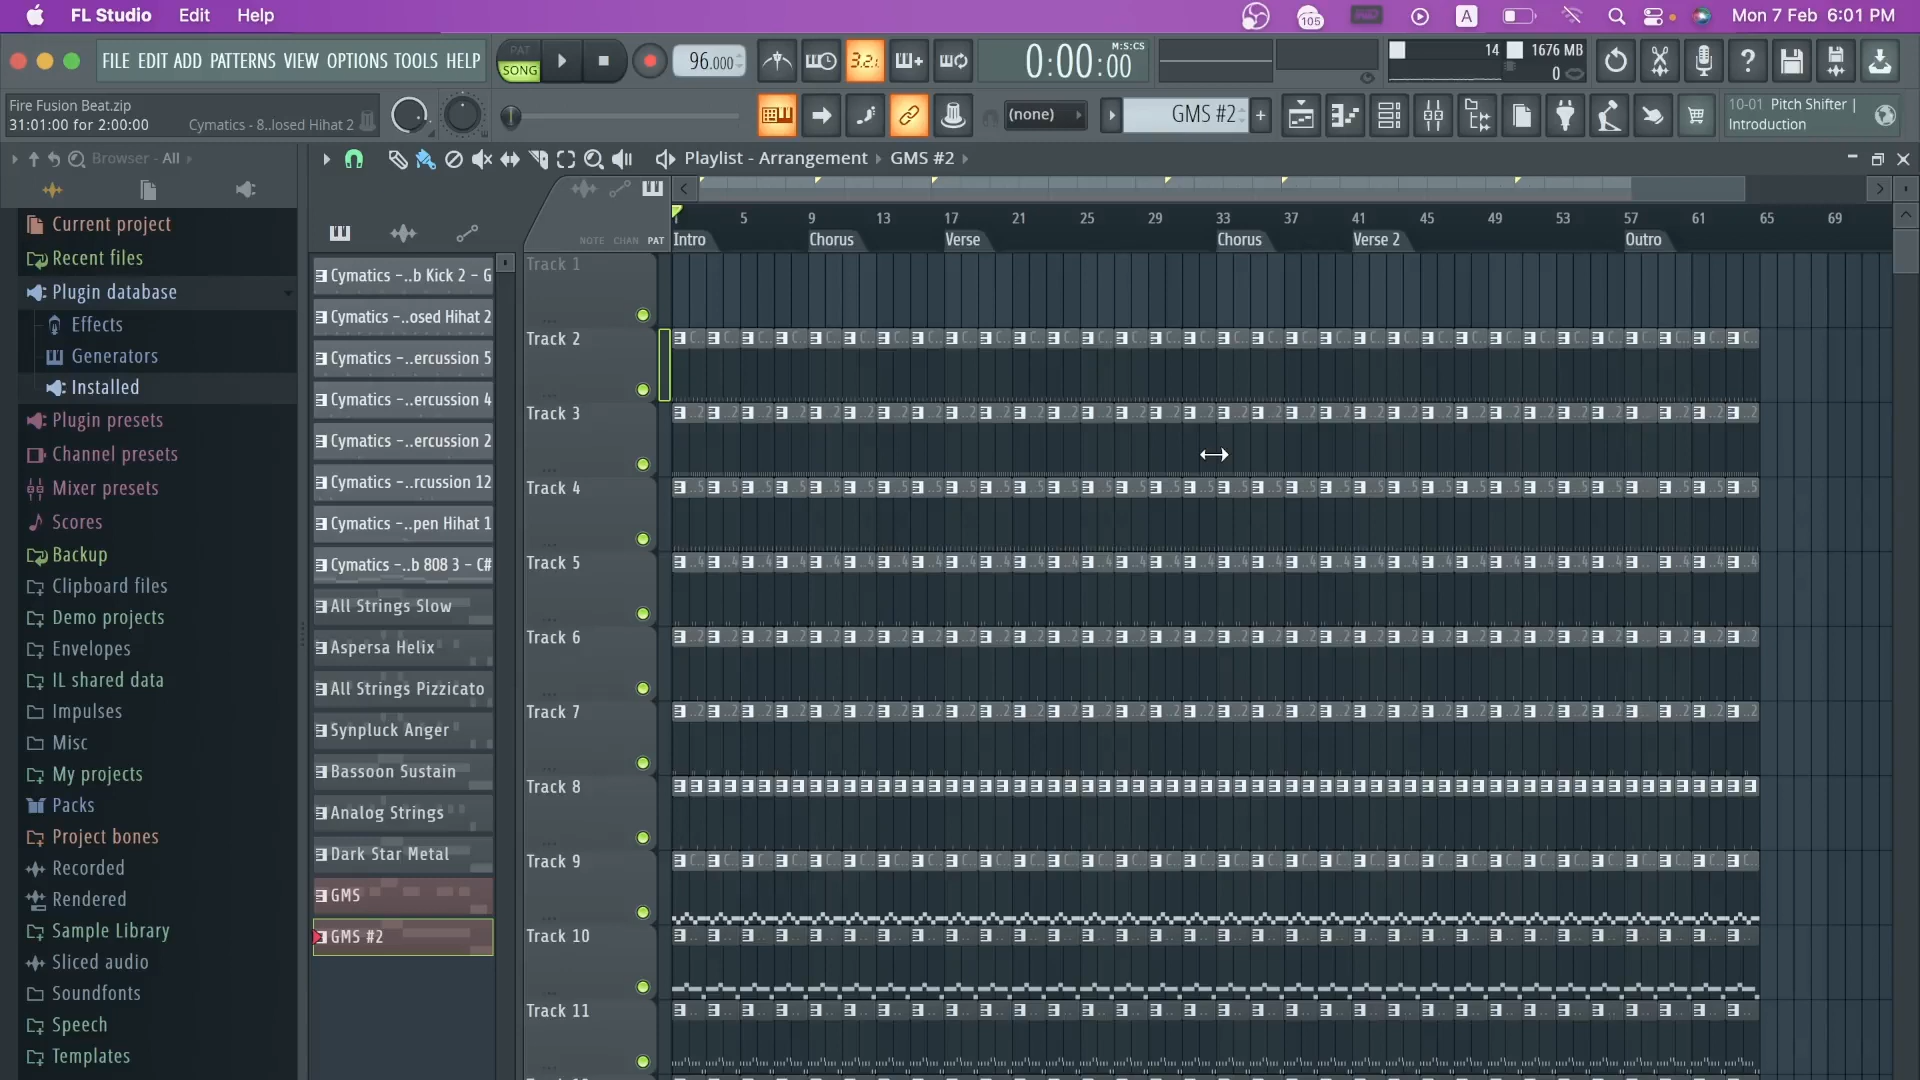 FL Studio Edit Help
105
A
Mon 7 Feb 6:01 PM
FILE EDIT ADD PATTERNS VIEW OPTIONS TOOLS HELP
PAT
SONG
96.000
3.2.
M:S:CS
0:00:00
14
1676 MB
0
Fire Fusion Beat.zip
31:01:00 for 2:00:00
Cymatics - 8..losed Hihat 2
(none)
GMS #2
10-01 Pitch Shifter |
Introduction
Browser - All
Playlist - Arrangement
GMS #2
NOTE CHAN PAT
1 5 9 13 17 21 25 29 33 37 41 45 49 53 57 61 65 69
Intro Chorus Verse Chorus Verse 2 Outro
Current project
Recent files
Plugin database
Effects
Generators
Installed
Plugin presets
Channel presets
Mixer presets
Scores
Backup
Clipboard files
Demo projects
Envelopes
IL shared data
Impulses
Misc
My projects
Packs
Project bones
Recorded
Rendered
Sample Library
Sliced audio
Soundfonts
Speech
Templates
Cymatics -..b Kick 2 - G
Cymatics -..osed Hihat 2
Cymatics -..ercussion 5
Cymatics -..ercussion 4
Cymatics -..ercussion 2
Cymatics -..rcussion 12
Cymatics -..pen Hihat 1
Cymatics -..b 808 3 - C#
All Strings Slow
Aspersa Helix
All Strings Pizzicato
Synpluck Anger
Bassoon Sustain
Analog Strings
Dark Star Metal
GMS
GMS #2
Track 1
Track 2
Track 3
Track 4
Track 5
Track 6
Track 7
Track 8
Track 9
Track 10
Track 11